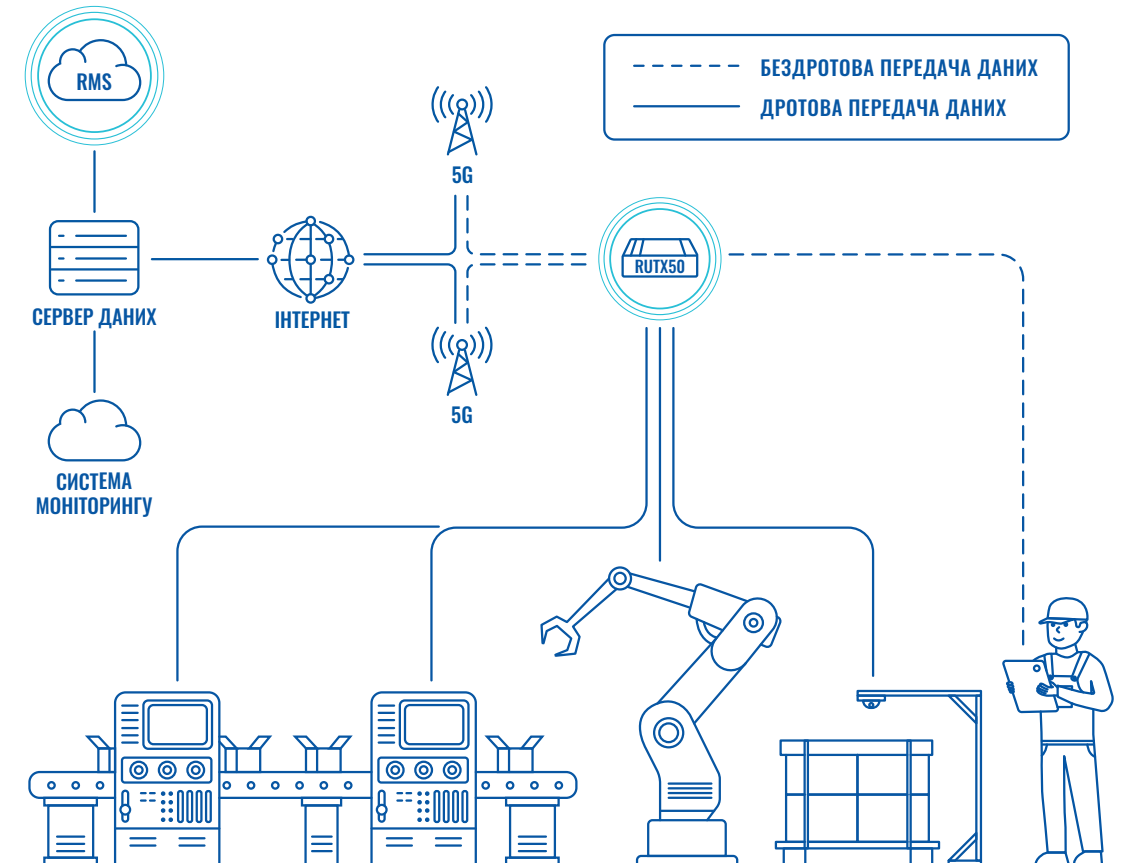 RMS
БЕЗДРОТОВА ПЕРЕДАЧА ДАНИХ
ДРОТОВА ПЕРЕДАЧА ДАНИХ
5G
RUTX50
СЕРВЕР ДАНИХ
ІНТЕРНЕТ
5G
СИСТЕМА
МОНІТОРИНГУ